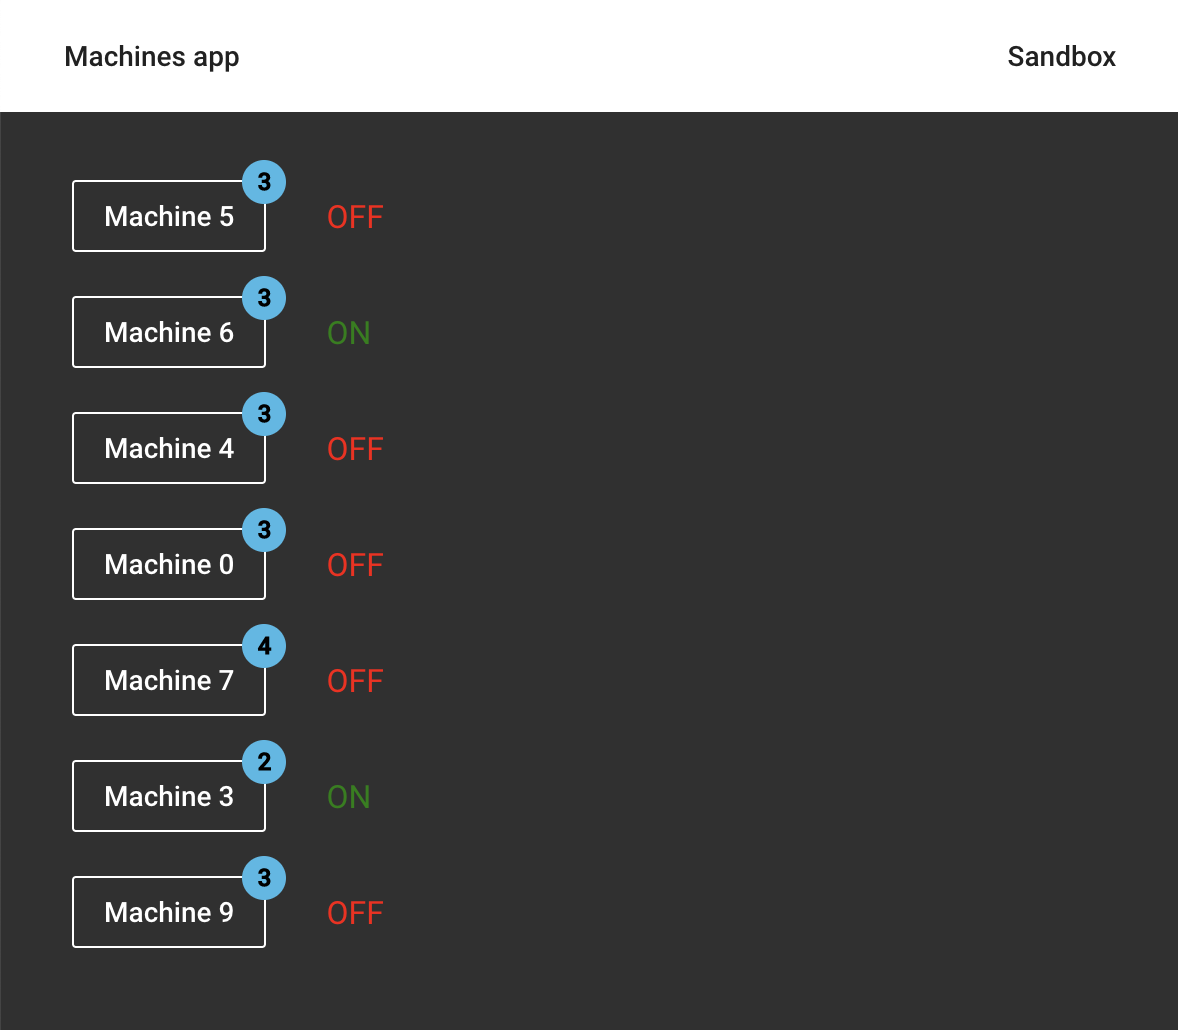 Machines app Sandbox
3
Machine 5 OFF
3
Machine 6 ON
3
Machine 4 OFF
3
Machine 0 OFF
4
Machine 7 OFF
2
Machine 3 ON
3
Machine 9 OFF